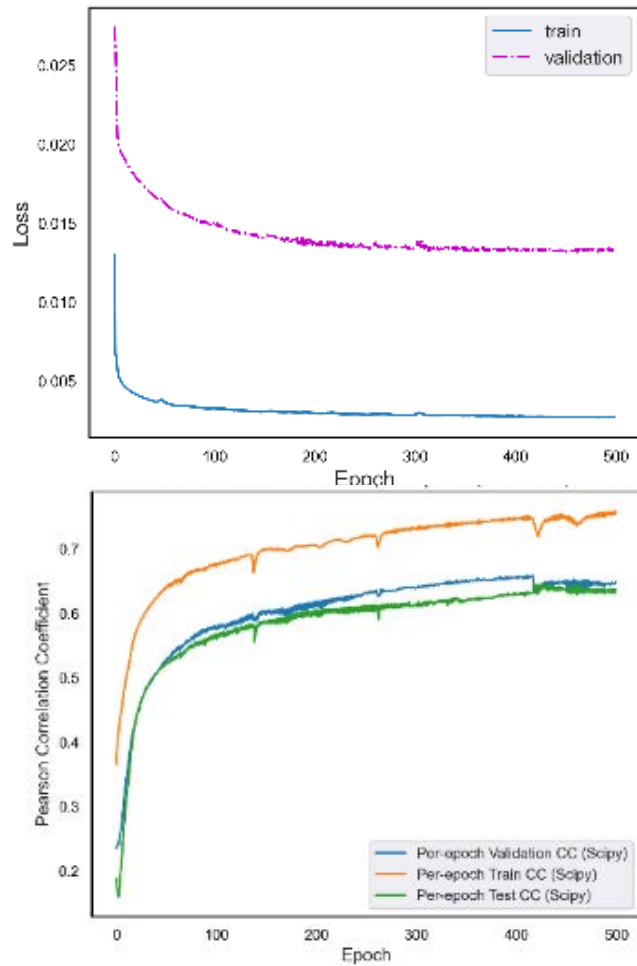 train
validation
0.025
0.020
0.015
0.010
0.005
Loss
0 100 200 300 400 500
Epoch
0.7
0.6
0.5
0.4
0.3
0.2
Pearson Correlation Coefficient
Per-epoch Validation CC (Scipy)
Per-epoch Train CC (Scipy)
Per-epoch Test CC (Scipy)
0 100 200 300 400 500
Epoch